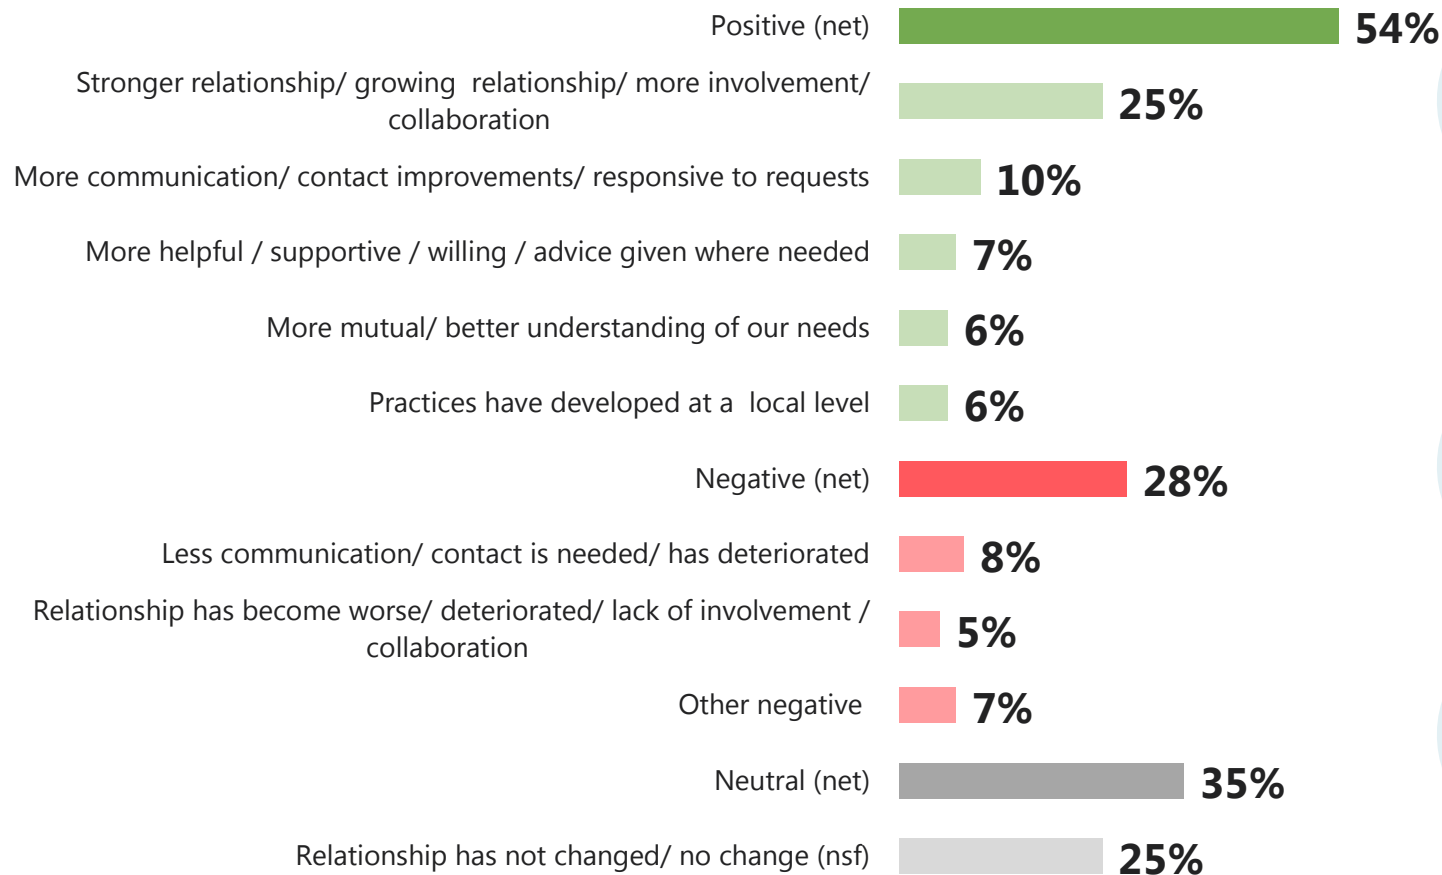 Positive (net) 54%
Stronger relationship/ growing  relationship/ more involvement/
collaboration 25%
More communication/ contact improvements/ responsive to requests 10%
More helpful / supportive / willing / advice given where needed 7%
More mutual/ better understanding of our needs 6%
Practices have developed at a  local level 6%
Negative (net) 28%
Less communication/ contact is needed/ has deteriorated 8%
Relationship has become worse/ deteriorated/ lack of involvement /
collaboration 5%
Other negative 7%
Neutral (net) 35%
Relationship has not changed/ no change (nsf) 25%